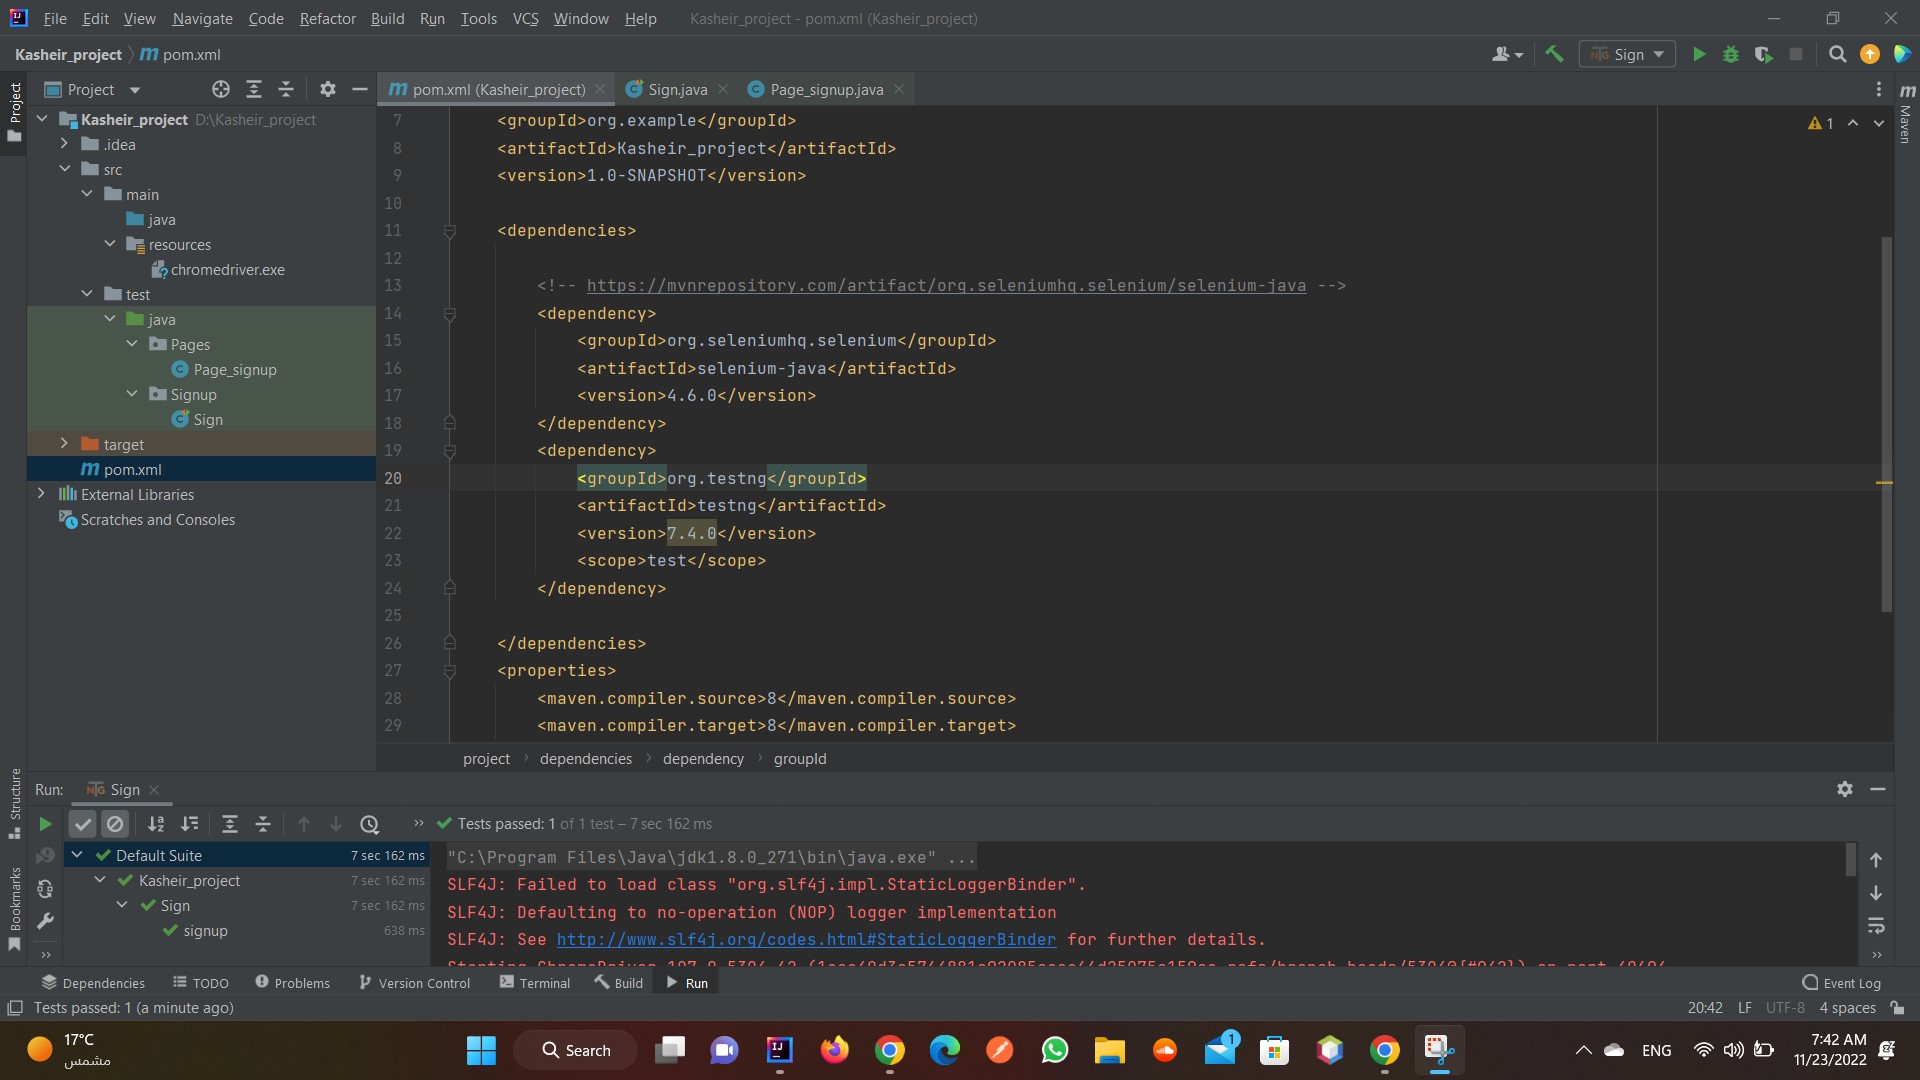 File Edit View Navigate Code Refactor Build Run Tools VCS Window Help Kasheir_project - pom.xml (Kasheir_project)
Kasheir_project m pom.xml
Sign
Project
Project
m pom.xml (Kasheir_project)
Sign.java
Page_signup.java
m Maven
Kasheir_project D:\Kasheir_project
.idea
src
main
java
resources
chromedriver.exe
test
java
Pages
Page_signup
Signup
Sign
target
m pom.xml
External Libraries
Scratches and Consoles
1
7 <groupId>org.example</groupId>
8 <artifactId>Kasheir_project</artifactId>
9 <version>1.0-SNAPSHOT</version>
10
11 <dependencies>
12
13 <!-- https://mvnrepository.com/artifact/org.seleniumhq.selenium/selenium-java -->
14 <dependency>
15 <groupId>org.seleniumhq.selenium</groupId>
16 <artifactId>selenium-java</artifactId>
17 <version>4.6.0</version>
18 </dependency>
19 <dependency>
20 <groupId>org.testng</groupId>
21 <artifactId>testng</artifactId>
22 <version>7.4.0</version>
23 <scope>test</scope>
24 </dependency>
25
26 </dependencies>
27 <properties>
28 <maven.compiler.source>8</maven.compiler.source>
29 <maven.compiler.target>8</maven.compiler.target>
project dependencies dependency groupId
Structure
Bookmarks
Run: Sign
Tests passed: 1 of 1 test – 7 sec 162 ms
Default Suite 7 sec 162 ms
Kasheir_project 7 sec 162 ms
Sign 7 sec 162 ms
signup 638 ms
"C:\Program Files\Java\jdk1.8.0_271\bin\java.exe" ...
SLF4J: Failed to load class "org.slf4j.impl.StaticLoggerBinder".
SLF4J: Defaulting to no-operation (NOP) logger implementation
SLF4J: See http://www.slf4j.org/codes.html#StaticLoggerBinder for further details.
Starting ChromeDriver
Dependencies TODO Problems Version Control Terminal Build Run Event Log
Tests passed: 1 (a minute ago) 20:42 LF UTF-8 4 spaces
17°C
مشمس
Search
1
ENG
7:42 AM
11/23/2022